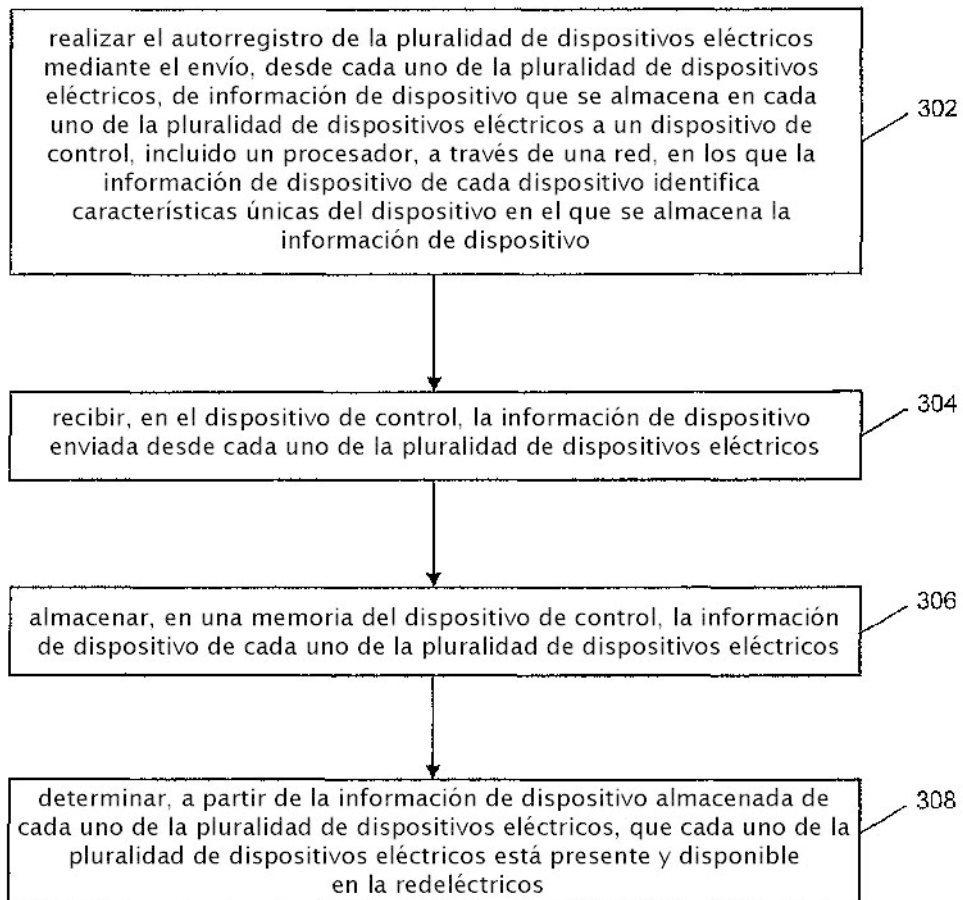 realizar el autorregistro de la pluralidad de dispositivos eléctricos
mediante el envío, desde cada uno de la pluralidad de dispositivos
eléctricos, de información de dispositivo que se almacena en cada
uno de la pluralidad de dispositivos eléctricos a un dispositivo de
control, incluido un procesador, a través de una red, en los que la
información de dispositivo de cada dispositivo identifica
características únicas del dispositivo en el que se almacena la
información de dispositivo
302
recibir, en el dispositivo de control, la información de dispositivo
enviada desde cada uno de la pluralidad de dispositivos eléctricos
304
almacenar, en una memoria del dispositivo de control, la información
de dispositivo de cada uno de la pluralidad de dispositivos eléctricos
306
determinar, a partir de la información de dispositivo almacenada de
cada uno de la pluralidad de dispositivos eléctricos, que cada uno de la
pluralidad de dispositivos eléctricos está presente y disponible
en la redeléctricos
308